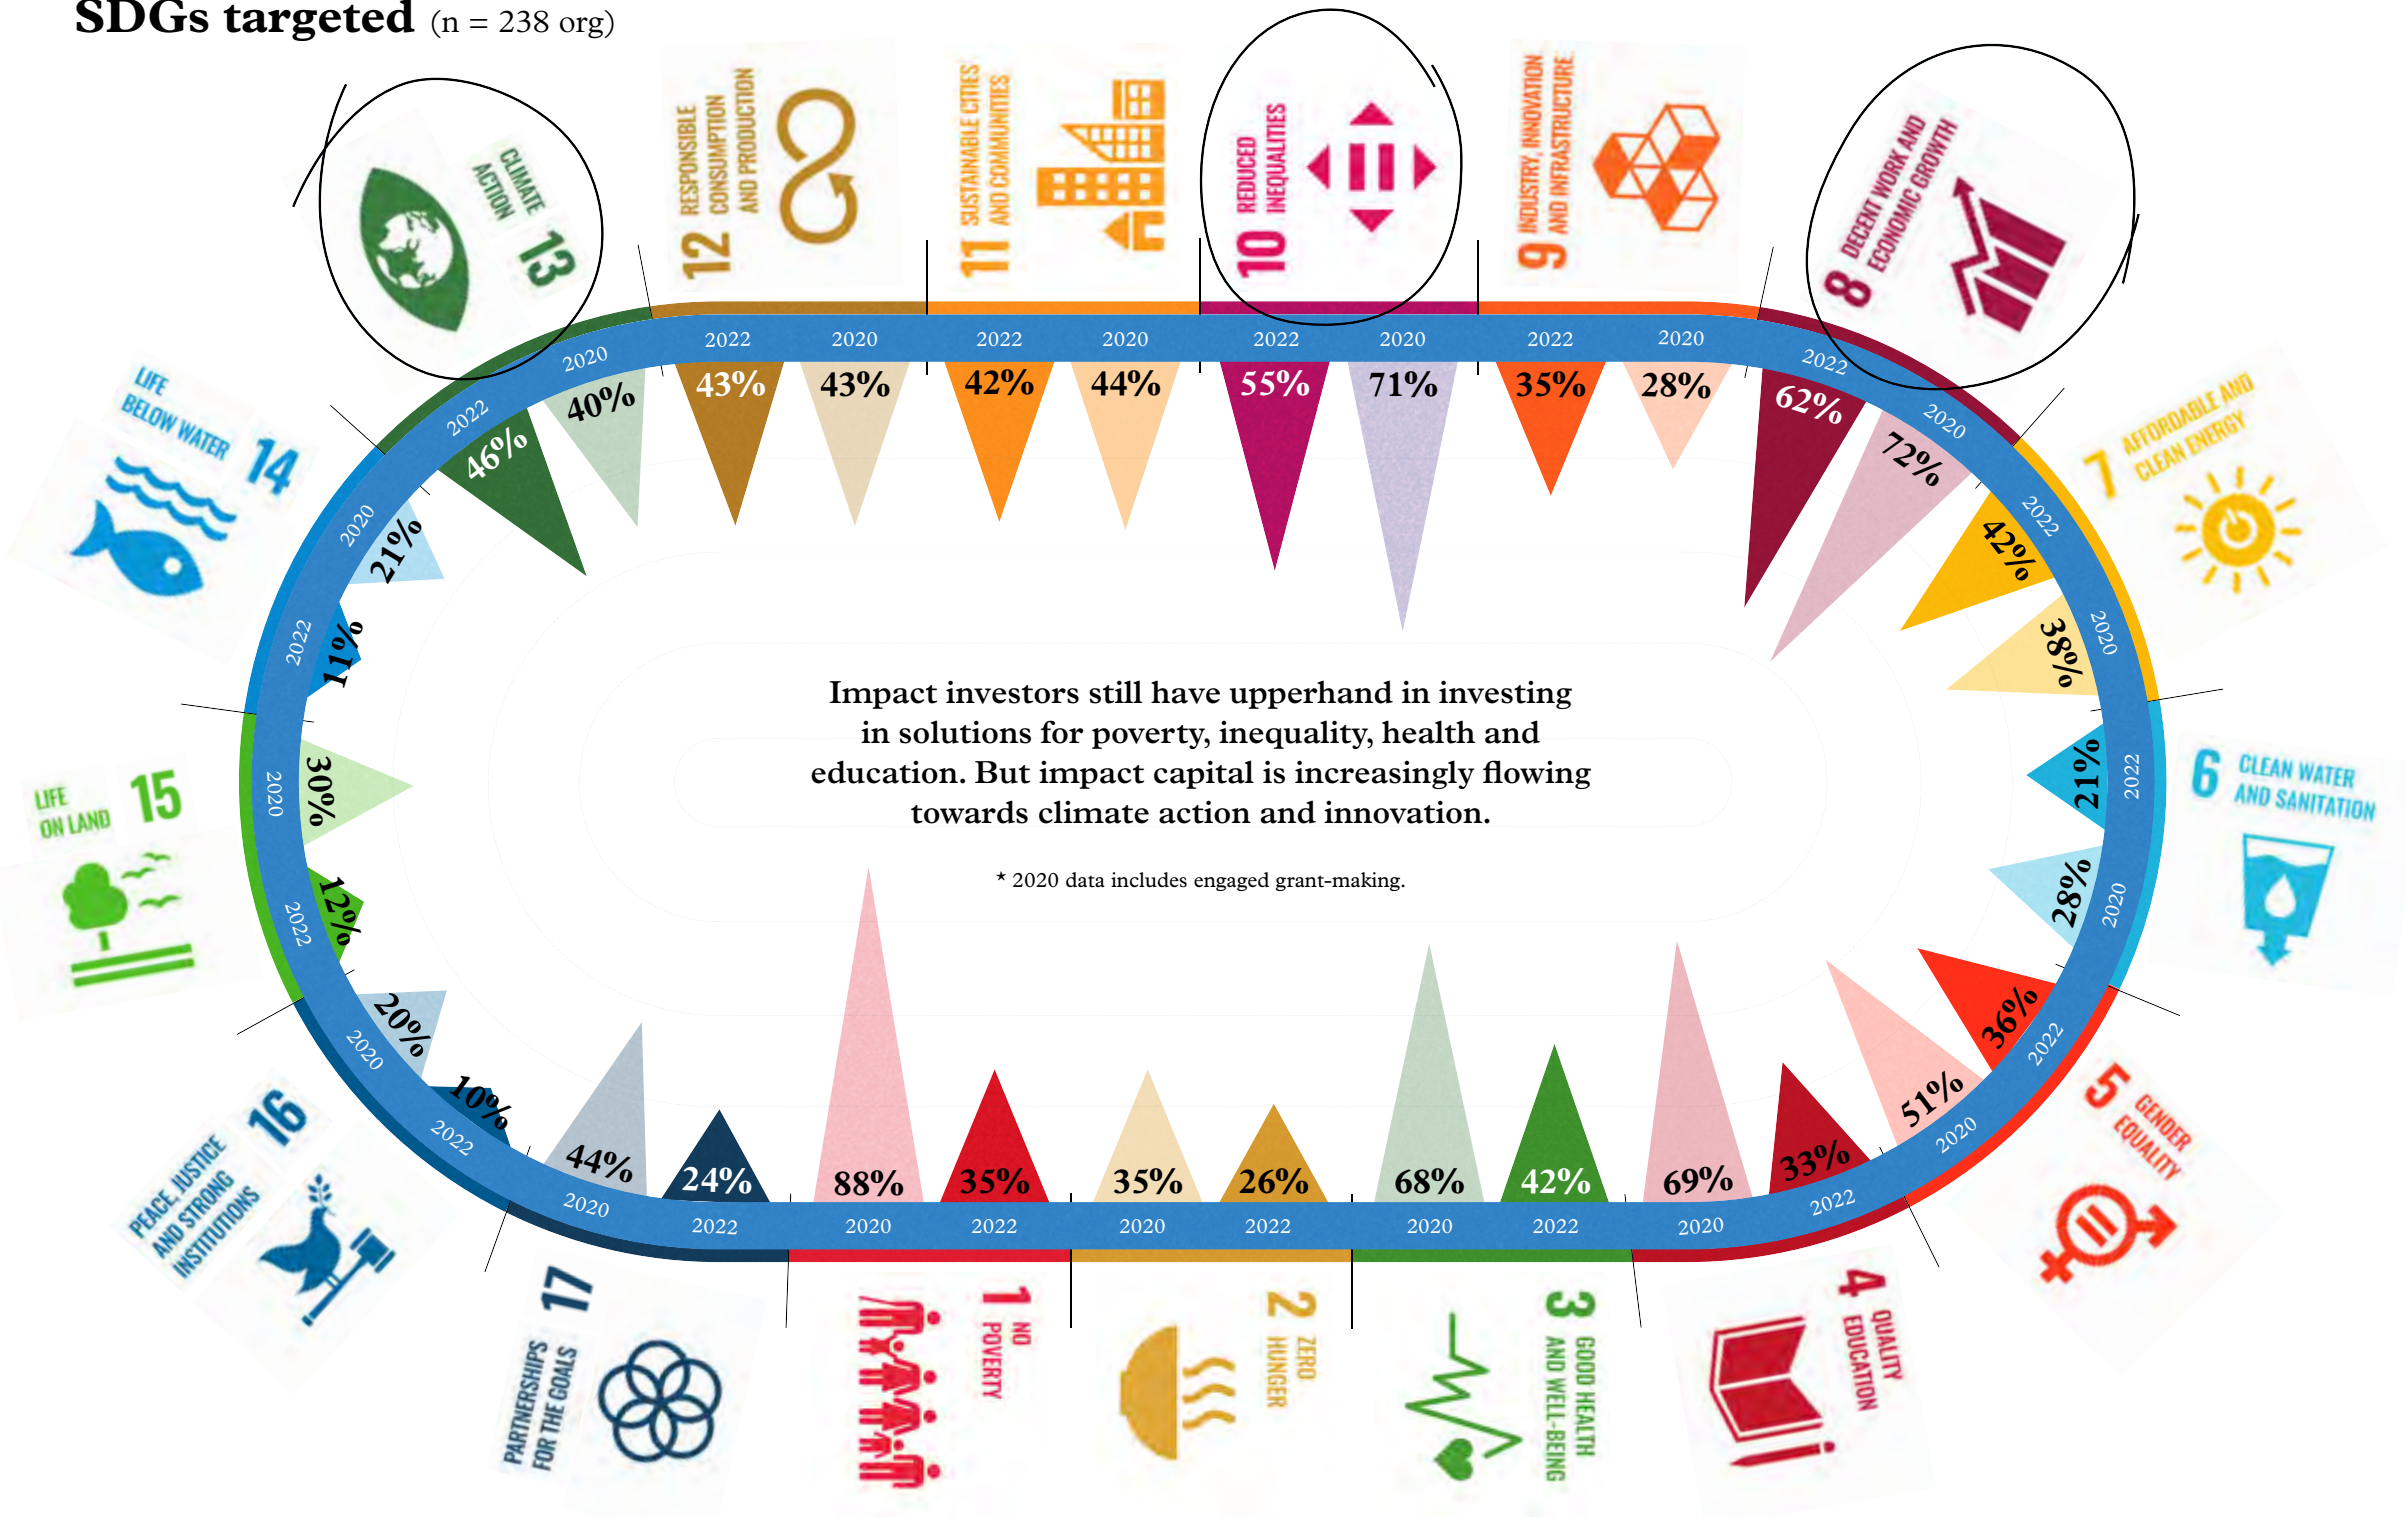 SDGs targeted (n = 238 org)
13 CLIMATE
ACTION
2022
46%
2020
40%
12 RESPONSIBLE
CONSUMPTION
AND PRODUCTION
2022
43%
2020
43%
11 SUSTAINABLE CITIES
AND COMMUNITIES
2022
42%
2020
44%
10 REDUCED
INEQUALITIES
2022
55%
2020
71%
9 INDUSTRY, INNOVATION
AND INFRASTRUCTURE
2022
35%
2020
28%
8 DECENT WORK AND
ECONOMIC GROWTH
2022
62%
2020
72%
7 AFFORDABLE AND
CLEAN ENERGY
2022
42%
2020
38%
6 CLEAN WATER
AND SANITATION
2022
21%
2020
28%
5 GENDER
EQUALITY
2022
36%
2020
51%
4 QUALITY
EDUCATION
2022
33%
2020
69%
3 GOOD HEALTH
AND WELL-BEING
2022
42%
2020
68%
2 ZERO
HUNGER
2022
26%
2020
35%
1 NO
POVERTY
2022
35%
2020
88%
17 PARTNERSHIPS
FOR THE GOALS
2022
24%
2020
44%
16 PEACE, JUSTICE
AND STRONG
INSTITUTIONS
2022
10%
2020
20%
15 LIFE
ON LAND
2022
12%
2020
30%
14 LIFE
BELOW WATER
2022
11%
2020
21%
Impact investors still have upperhand in investing
in solutions for poverty, inequality, health and
education. But impact capital is increasingly flowing
towards climate action and innovation.
* 2020 data includes engaged grant-making.